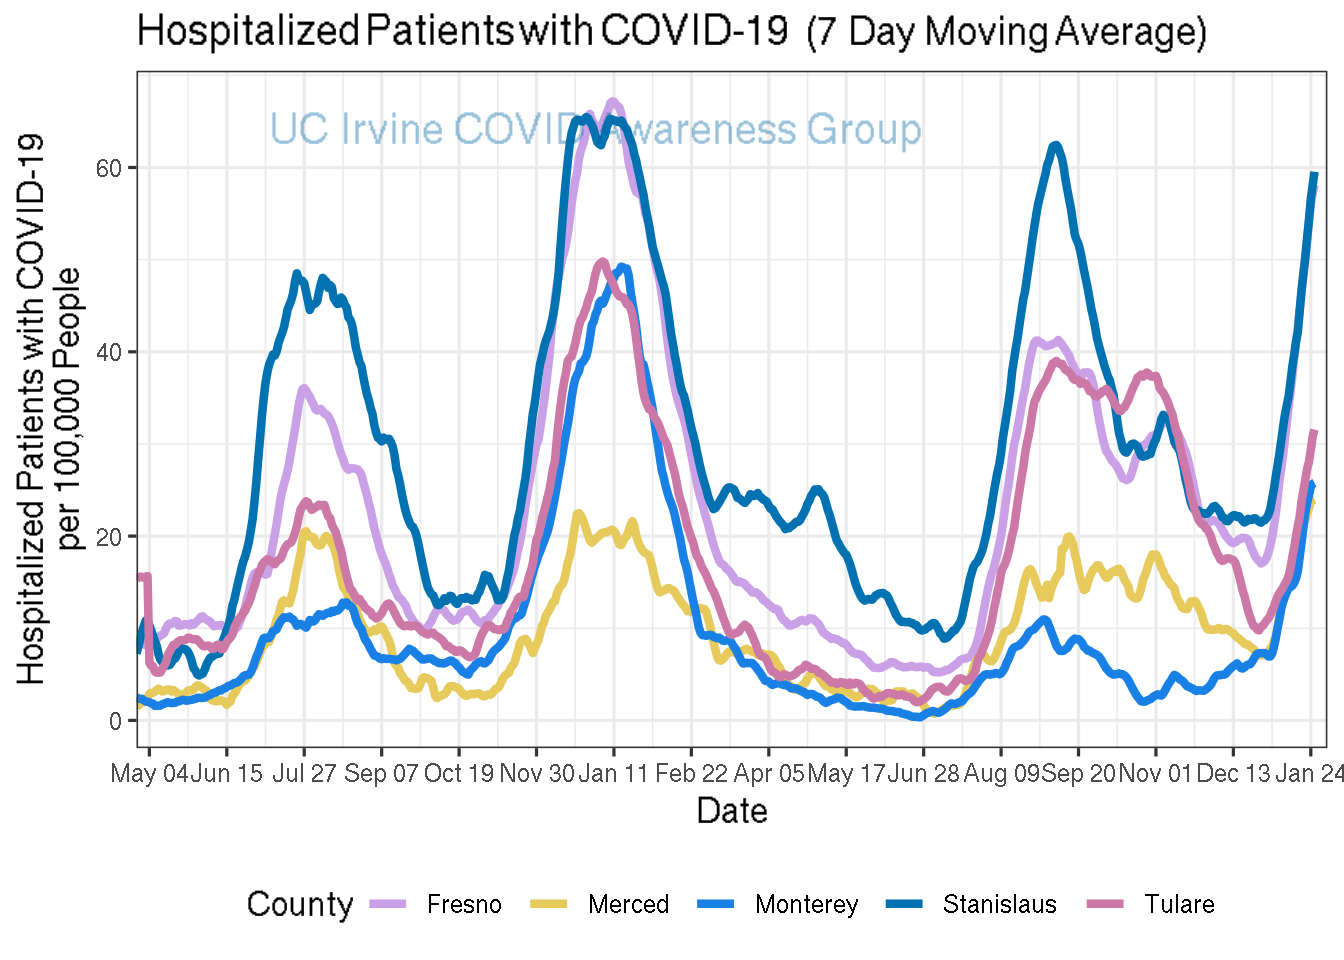 Hospitalized Patients with COVID-19 (7 Day Moving Average)
UC Irvine COVID Awareness Group
Hospitalized Patients with COVID-19
per 100,000 People
60
40
20
0
May 04 Jun 15 Jul 27 Sep 07 Oct 19 Nov 30 Jan 11 Feb 22 Apr 05 May 17 Jun 28 Aug 09 Sep 20 Nov 01 Dec 13 Jan 24
Date
County Fresno Merced Monterey Stanislaus Tulare